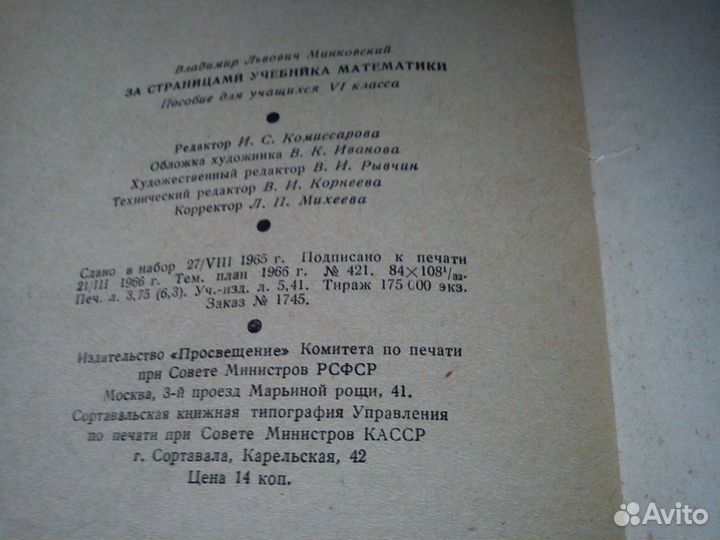 Владимир Львович Минковский
ЗА СТРАНИЦАМИ УЧЕБНИКА МАТЕМАТИКИ
Пособие для учащихся VI класса
Редактор И. С. Комиссарова
Обложка художника В. К. Иванова
Художественный редактор В. И. Рывчин
Технический редактор В. И. Корнеева
Корректор Л. П. Михеева
Сдано в набор 27/VIII 1965 г. Подписано к печати
21/III 1966 г. Тем. план 1966 г. № 421. 84×108¹/₃₂.
Печ. л. 3,75 (6,3). Уч.-изд. л. 5,41. Тираж 175 000 экз.
Заказ № 1745.
Издательство «Просвещение» Комитета по печати
при Совете Министров РСФСР
Москва, 3-й проезд Марьиной рощи, 41.
Сортавальская книжная типография Управления
по печати при Совете Министров КАССР
г. Сортавала, Карельская, 42
Цена 14 коп.
Avito